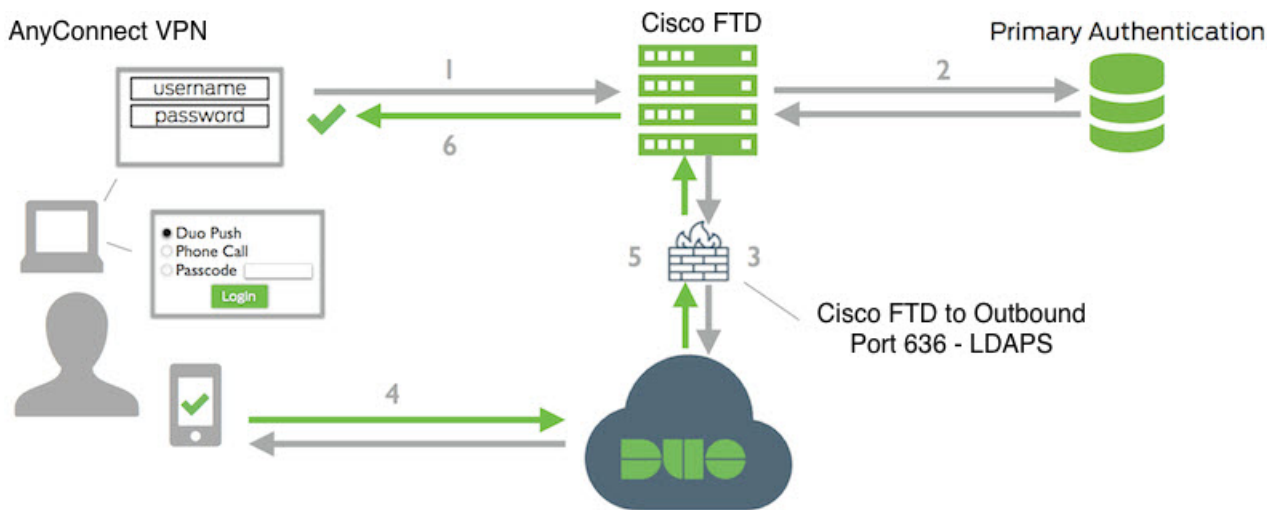 AnyConnect VPN
Cisco FTD
Primary Authentication
username
password
1
2
6
Duo Push
Phone Call
Passcode
Login
5
3
Cisco FTD to Outbound
Port 636 - LDAPS
4
DUO